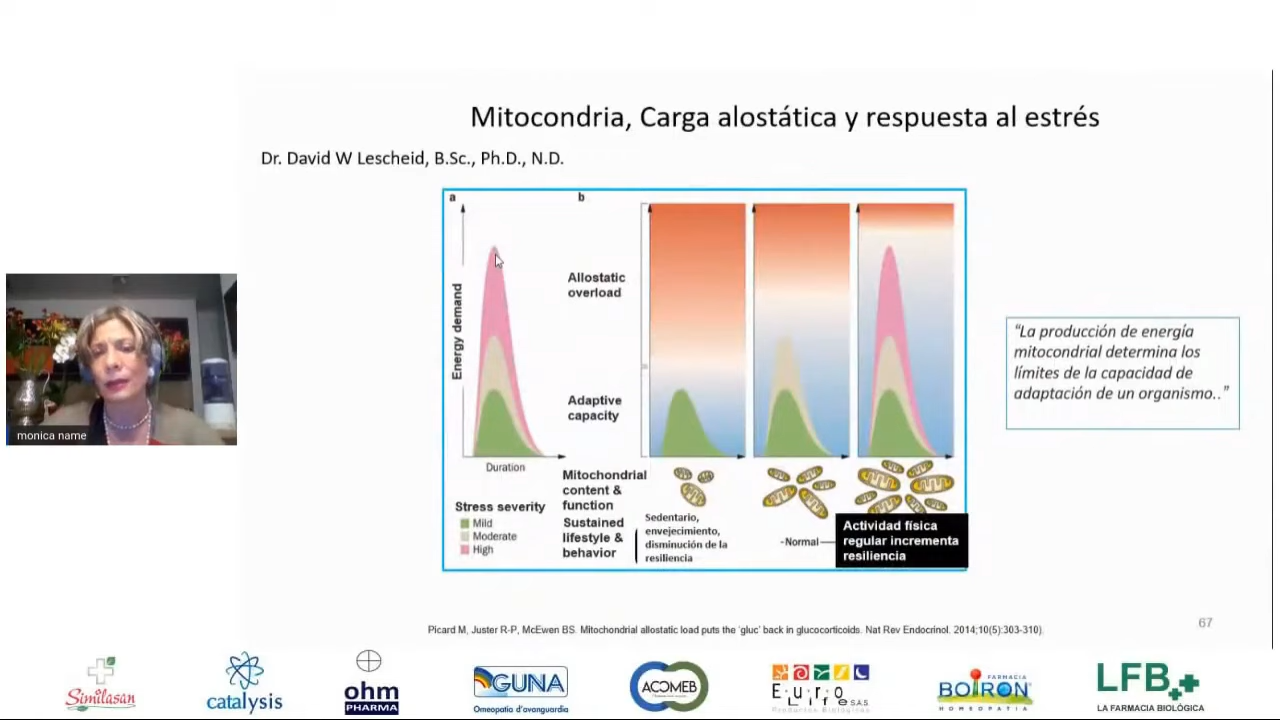 Mitocondria, Carga alostática y respuesta al estrés
Dr. David W Lescheid, B.Sc., Ph.D., N.D.
a
b
Energy demand
Duration
Stress severity
Mild
Moderate
High
Allostatic
overload
Adaptive
capacity
Mitochondrial
content &
function
Sustained
lifestyle &
behavior
Sedentario,
envejecimiento,
disminución de la
resiliencia
-Normal
Actividad física
regular incrementa
resiliencia
“La producción de energía
mitocondrial determina los
límites de la capacidad de
adaptación de un organismo..”
monica name
Picard M, Juster R-P, McEwen BS. Mitochondrial allostatic load puts the 'gluc' back in glucocorticoids. Nat Rev Endocrinol. 2014;10(5):303-310).
67
Similasan
catalysis
ohm
PHARMA
GUNA
Omeopatia d'avanguardia
ACOMEB
Euro
Life S.A.S
Productos Biológicos
FARMACIA
BOIRON
HOMEOPATIA
LFB
LA FARMACIA BIOLÓGICA